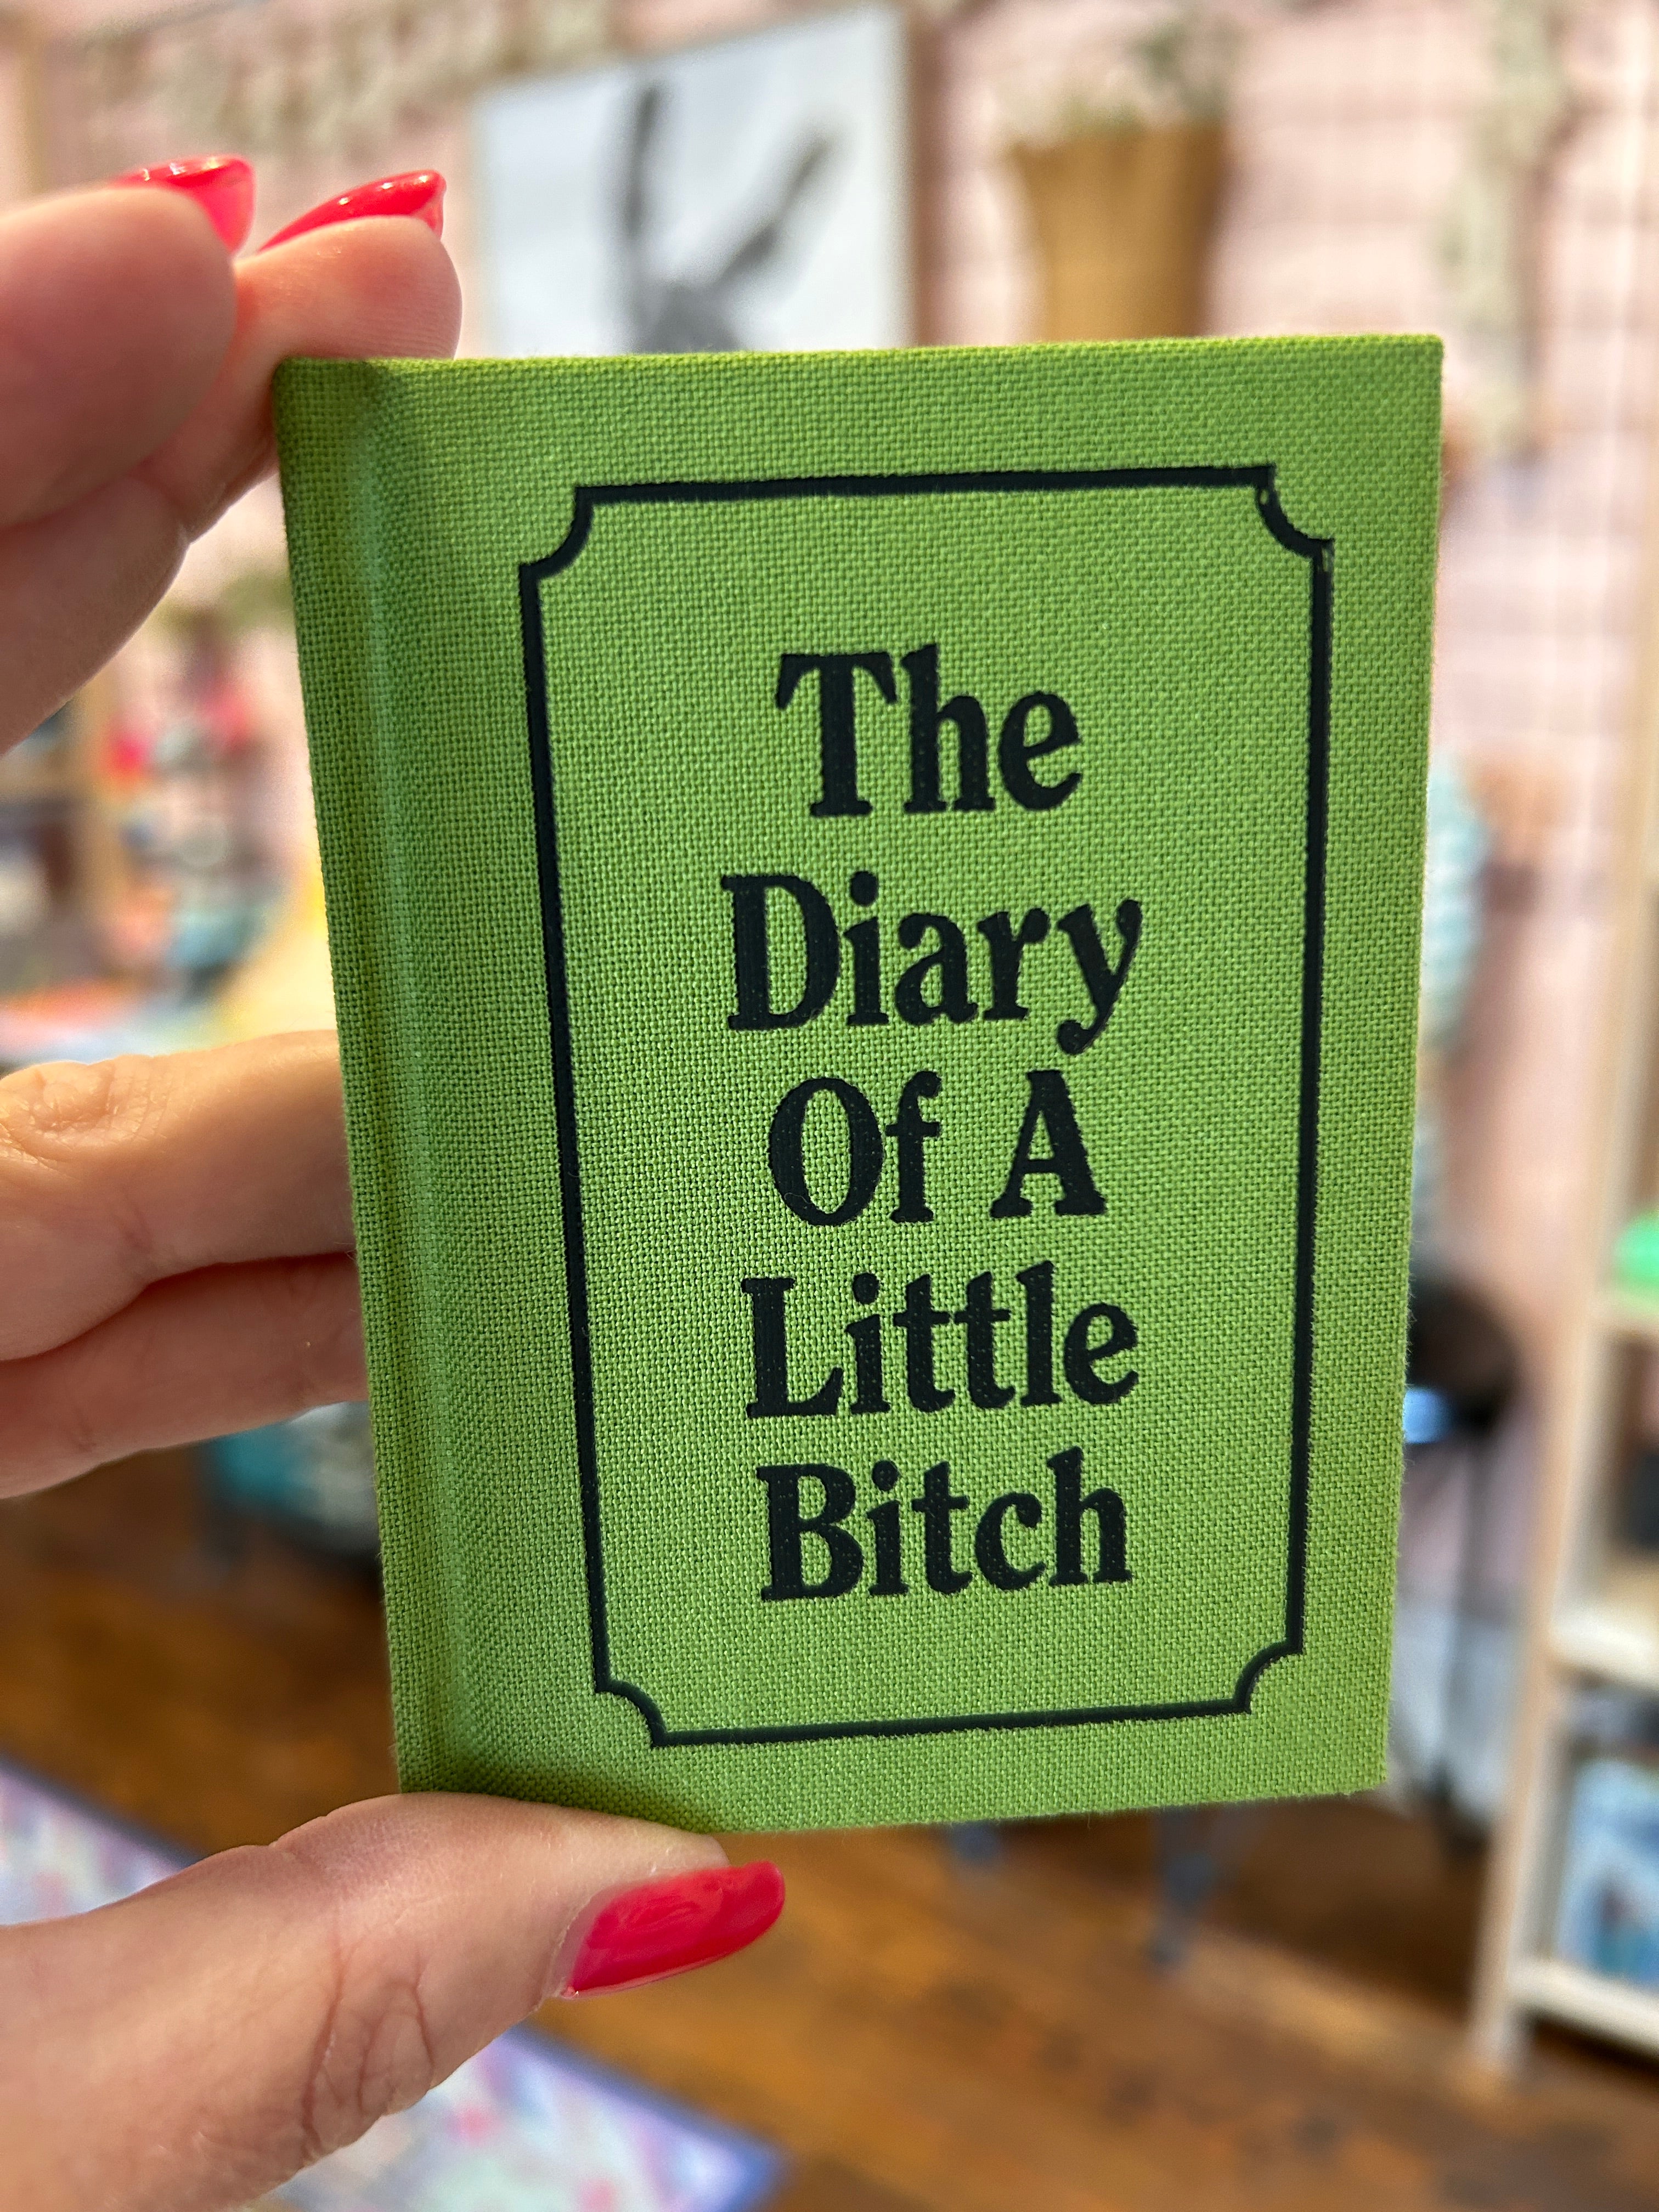 The
Diary
Of A
Little
Bitch